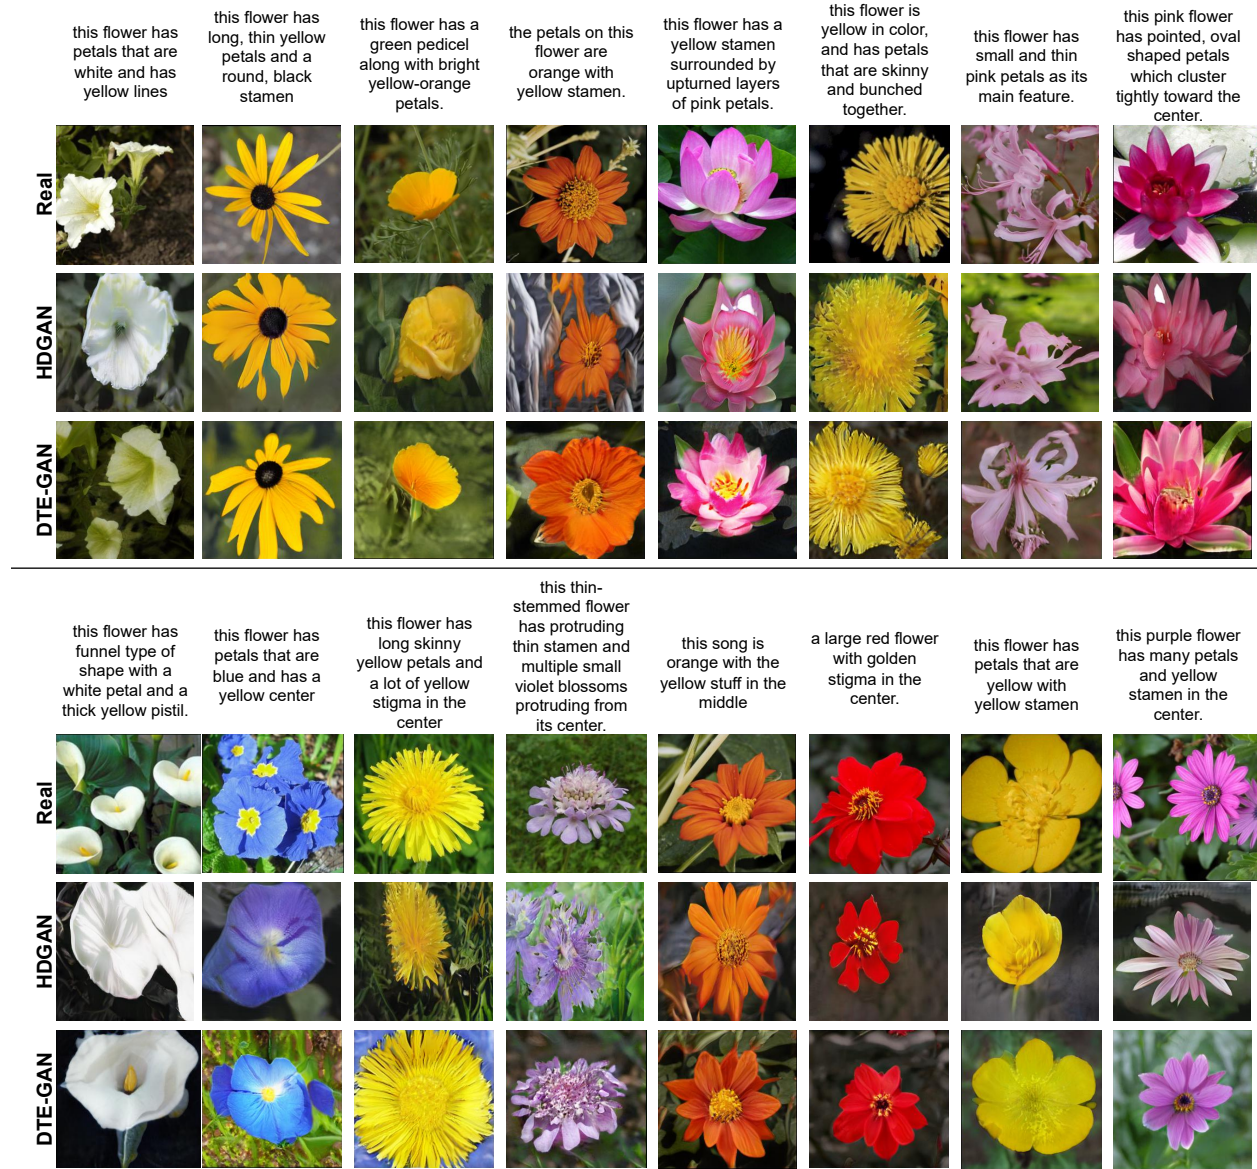 this flower has
petals that are
white and has
yellow lines
this flower has
long, thin yellow
petals and a
round, black
stamen
this flower has a
green pedicel
along with bright
yellow-orange
petals.
the petals on this
flower are
orange with
yellow stamen.
this flower has a
yellow stamen
surrounded by
upturned layers
of pink petals.
this flower is
yellow in color,
and has petals
that are skinny
and bunched
together.
this flower has
small and thin
pink petals as its
main feature.
this pink flower
has pointed, oval
shaped petals
which cluster
tightly toward the
center.
Real
HDGAN
DTE-GAN
this flower has
funnel type of
shape with a
white petal and a
thick yellow pistil.
this flower has
petals that are
blue and has a
yellow center
this flower has
long skinny
yellow petals and
a lot of yellow
stigma in the
center
this thin-
stemmed flower
has protruding
thin stamen and
multiple small
violet blossoms
protruding from
its center.
this song is
orange with the
yellow stuff in the
middle
a large red flower
with golden
stigma in the
center.
this flower has
petals that are
yellow with
yellow stamen
this purple flower
has many petals
and yellow
stamen in the
center.
Real
HDGAN
DTE-GAN